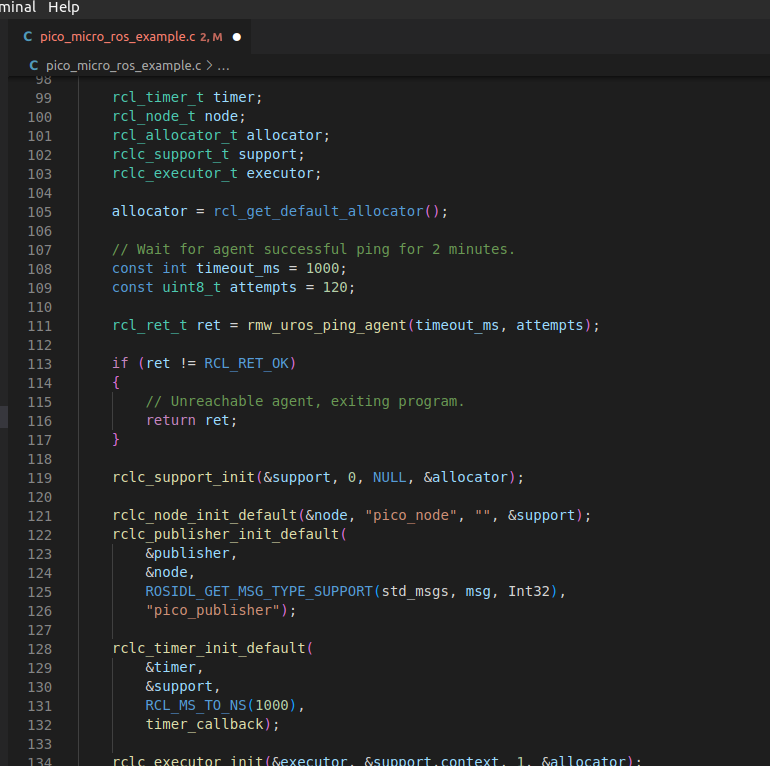 minal Help
C pico_micro_ros_example.c 2, M ●
C pico_micro_ros_example.c > ...
98
99 rcl_timer_t timer;
100 rcl_node_t node;
101 rcl_allocator_t allocator;
102 rclc_support_t support;
103 rclc_executor_t executor;
104
105 allocator = rcl_get_default_allocator();
106
107 // Wait for agent successful ping for 2 minutes.
108 const int timeout_ms = 1000;
109 const uint8_t attempts = 120;
110
111 rcl_ret_t ret = rmw_uros_ping_agent(timeout_ms, attempts);
112
113 if (ret != RCL_RET_OK)
114 {
115 // Unreachable agent, exiting program.
116 return ret;
117 }
118
119 rclc_support_init(&support, 0, NULL, &allocator);
120
121 rclc_node_init_default(&node, "pico_node", "", &support);
122 rclc_publisher_init_default(
123 &publisher,
124 &node,
125 ROSIDL_GET_MSG_TYPE_SUPPORT(std_msgs, msg, Int32),
126 "pico_publisher");
127
128 rclc_timer_init_default(
129 &timer,
130 &support,
131 RCL_MS_TO_NS(1000),
132 timer_callback);
133
134 rclc_executor_init(&executor, &support.context, 1, &allocator);